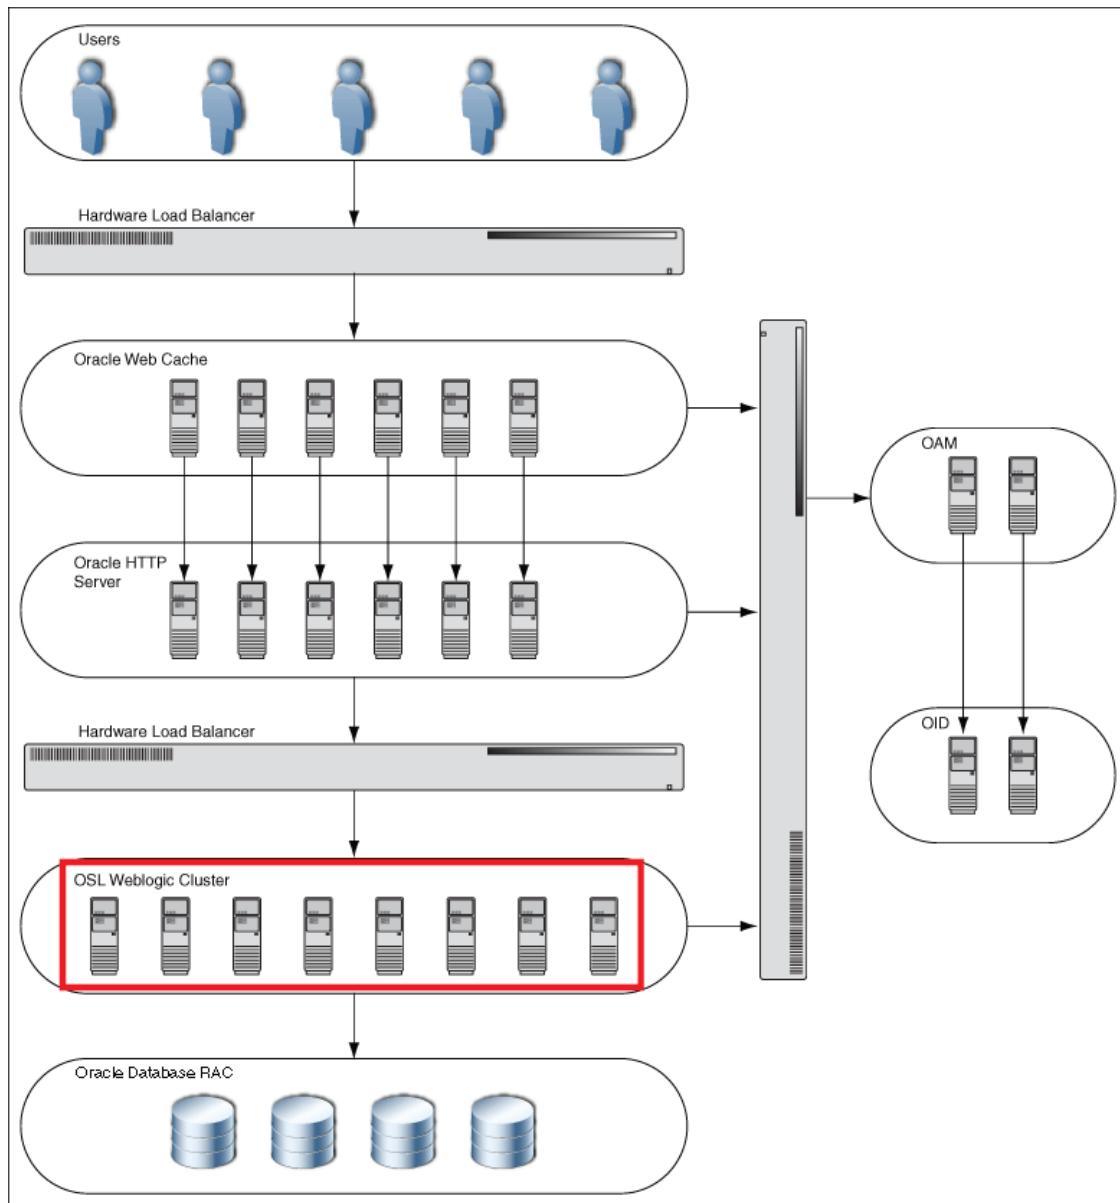 Users
Hardware Load Balancer
Oracle Web Cache
OAM
Oracle HTTP
Server
Hardware Load Balancer
OID
OSL Weblogic Cluster
Oracle Database RAC